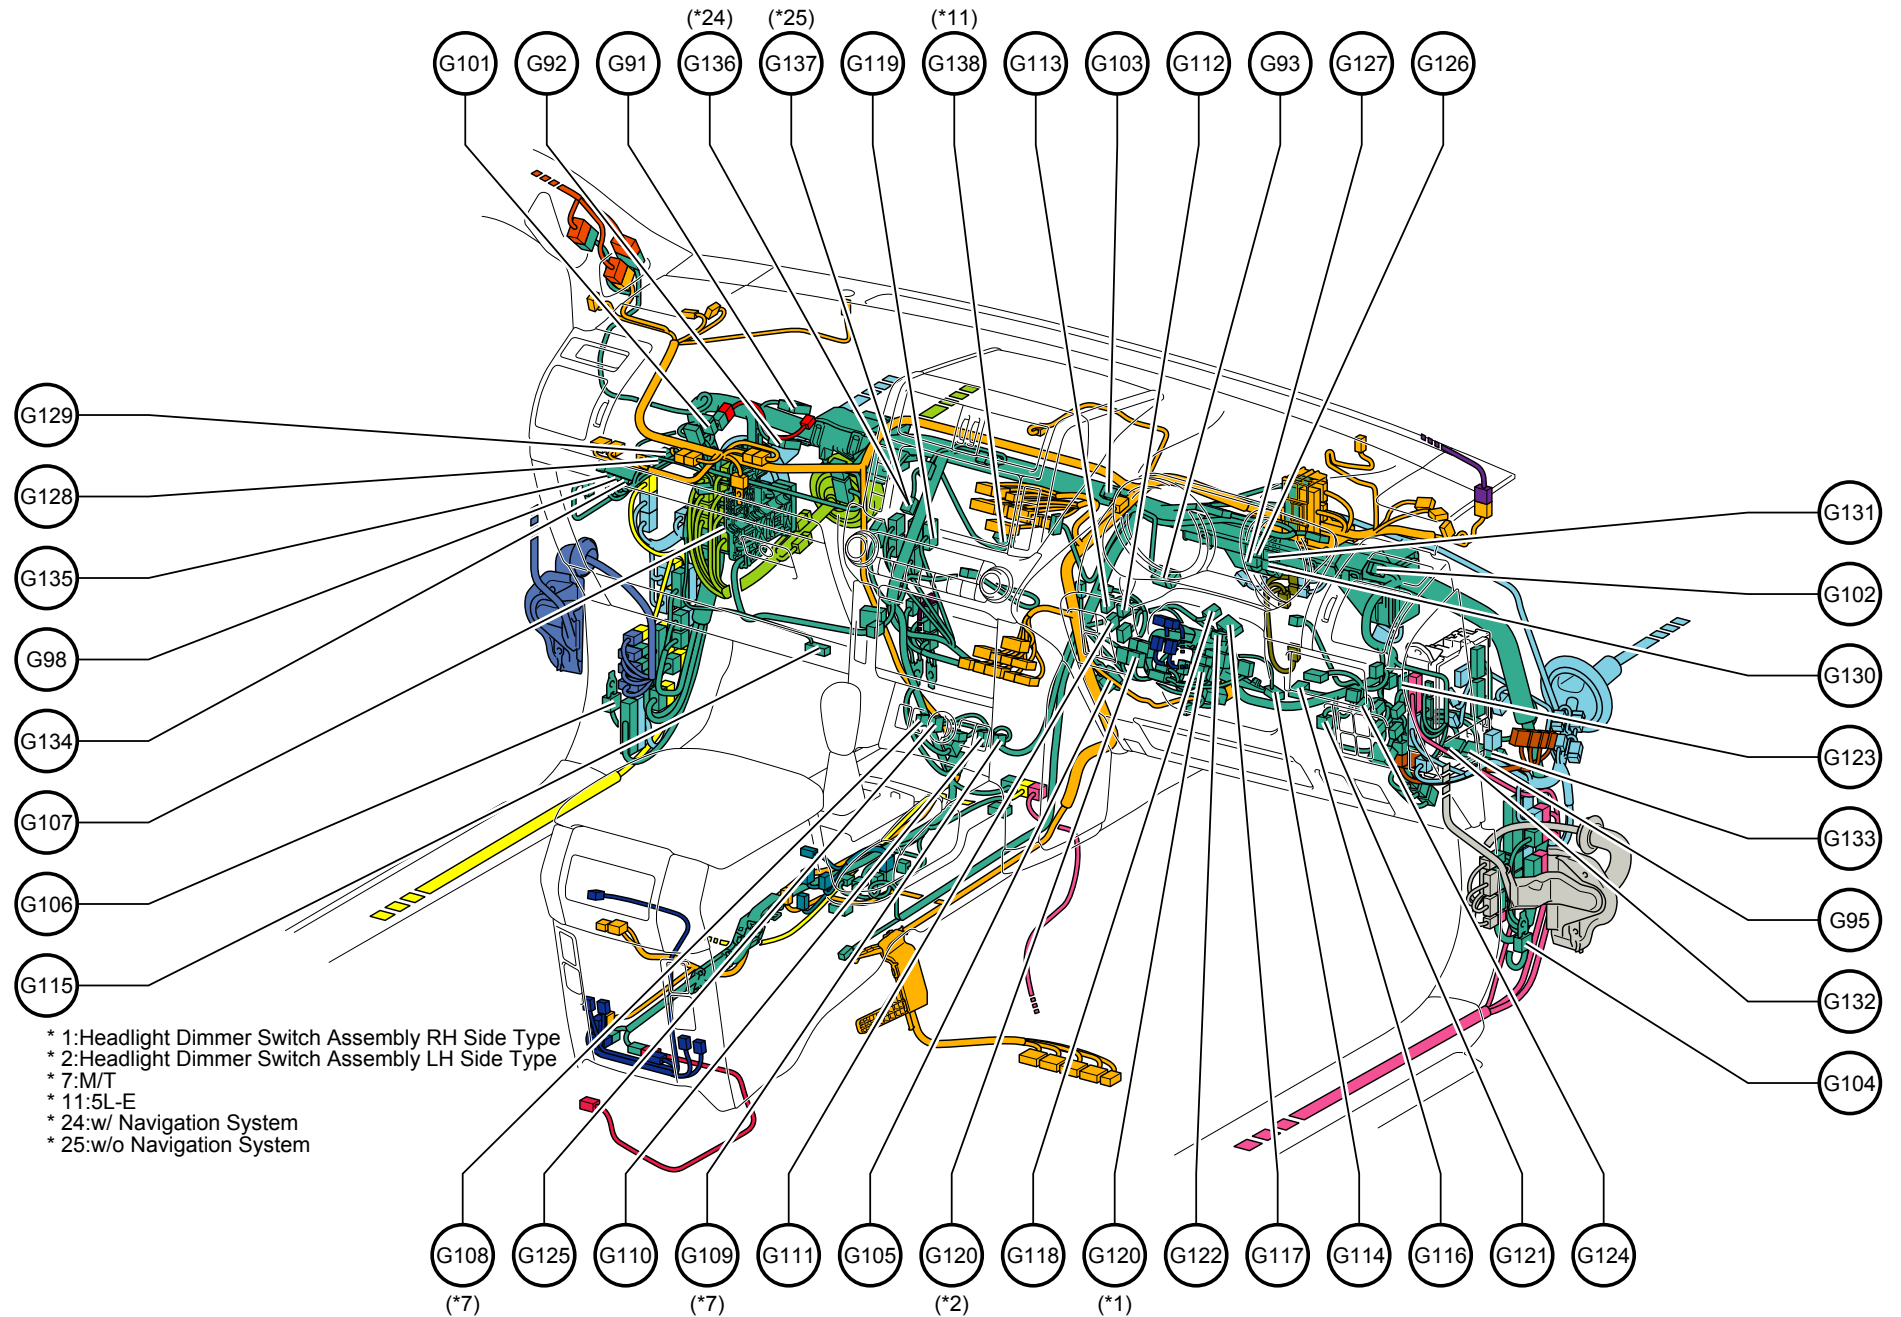 (*24) (*25) (*11)
G101 G92 G91 G136 G137 G119 G138 G113 G103 G112 G93 G127 G126
G129
G128
G135
G98
G134
G107
G106
G115
G131
G102
G130
G123
G133
G95
G132
G104
* 1:Headlight Dimmer Switch Assembly RH Side Type
* 2:Headlight Dimmer Switch Assembly LH Side Type
* 7:M/T
* 11:5L-E
* 24:w/ Navigation System
* 25:w/o Navigation System
G108 G125 G110 G109 G111 G105 G120 G118 G120 G122 G117 G114 G116 G121 G124
(*7) (*7) (*2) (*1)